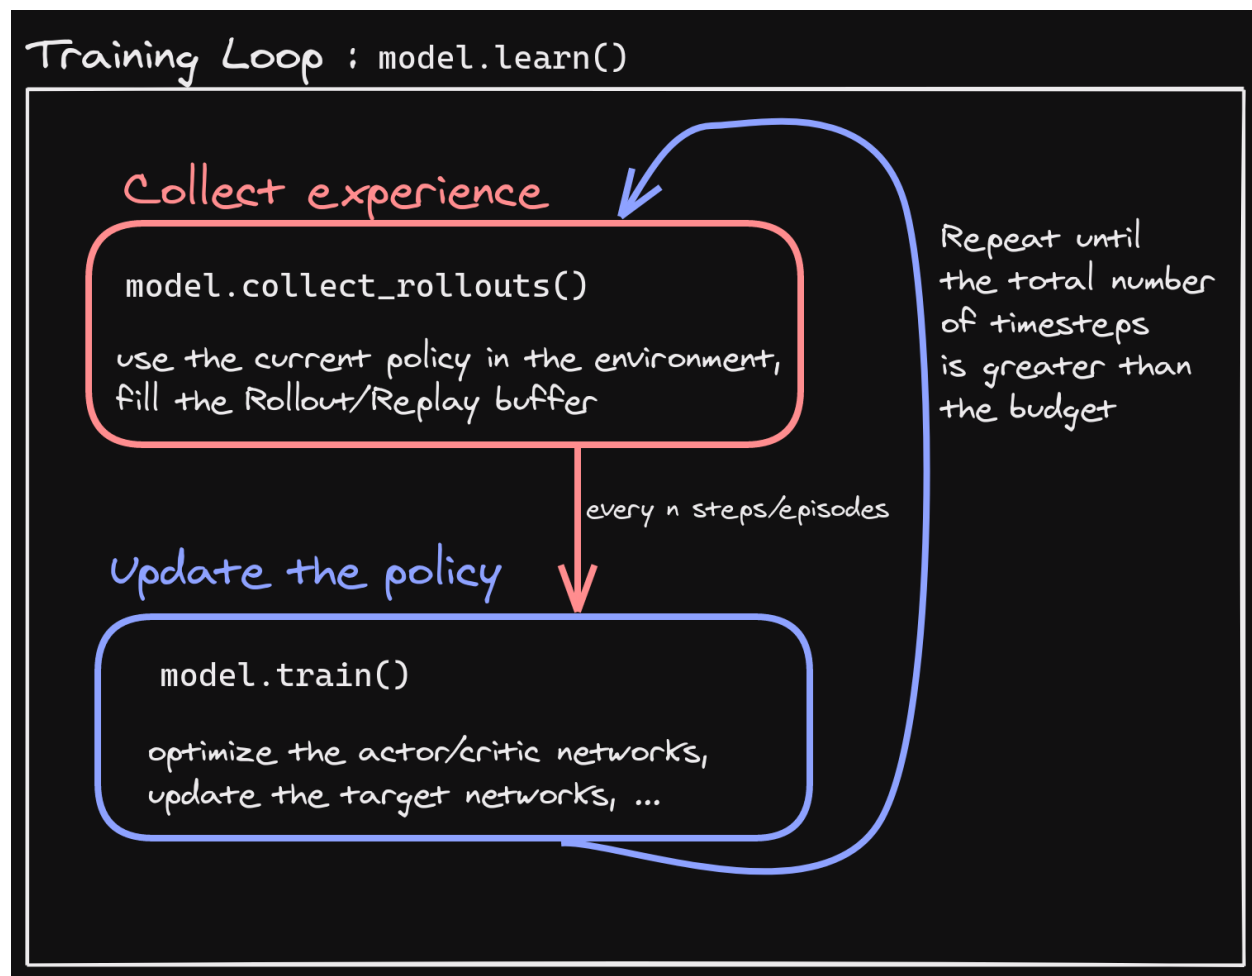 Training Loop : model.learn()
Collect experience
model.collect_rollouts()
use the current policy in the environment,
fill the Rollout/Replay buffer
every n steps/episodes
Repeat until
the total number
of timesteps
is greater than
the budget
Update the policy
model.train()
optimize the actor/critic networks,
update the target networks, ...